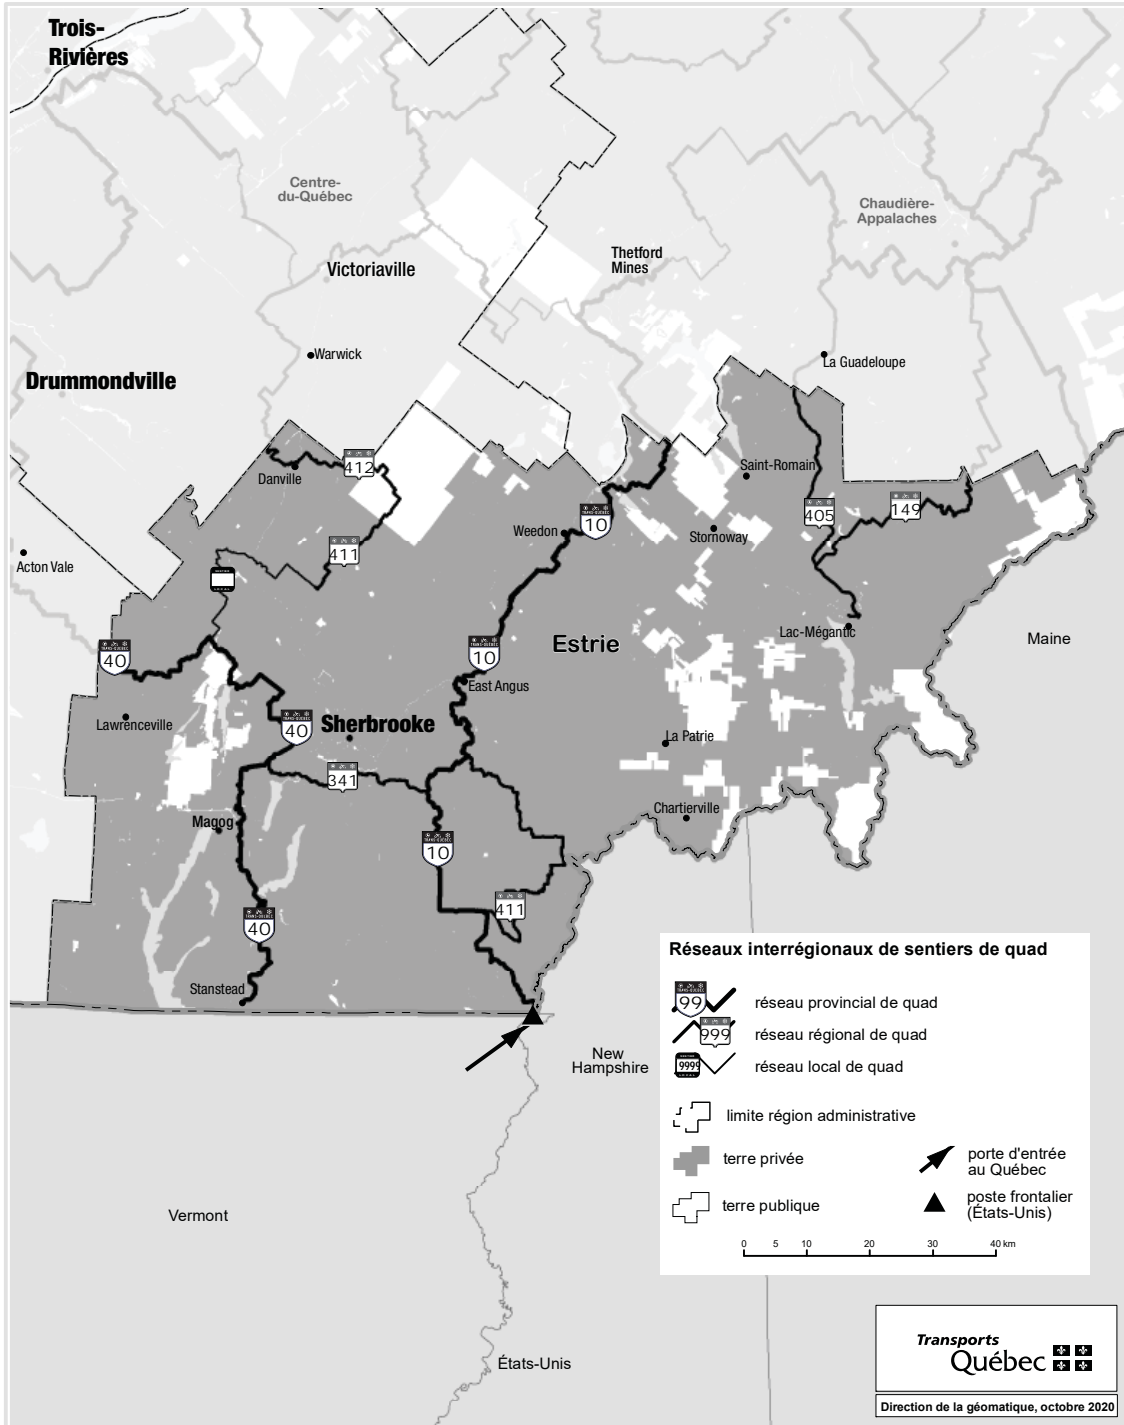 Trois-
Rivières
Centre-
du-Québec
Chaudière-
Appalaches
Thetford
Mines
Victoriaville
Warwick
La Guadeloupe
Drummondville
412
Danville
Saint-Romain
10
405
149
Weedon
Stornoway
411
Acton Vale
Lac-Mégantic
Maine
Estrie
40
10
East Angus
Lawrenceville
40
Sherbrooke
La Patrie
341
Chartierville
Magog
10
411
40
Stanstead
Réseaux interrégionaux de sentiers de quad
99 réseau provincial de quad
999 réseau régional de quad
9999 réseau local de quad
limite région administrative
terre privée
terre publique
porte d'entrée
au Québec
poste frontalier
(États-Unis)
0 5 10 20 30 40 km
New
Hampshire
Vermont
États-Unis
Transports
Québec
Direction de la géomatique, octobre 2020